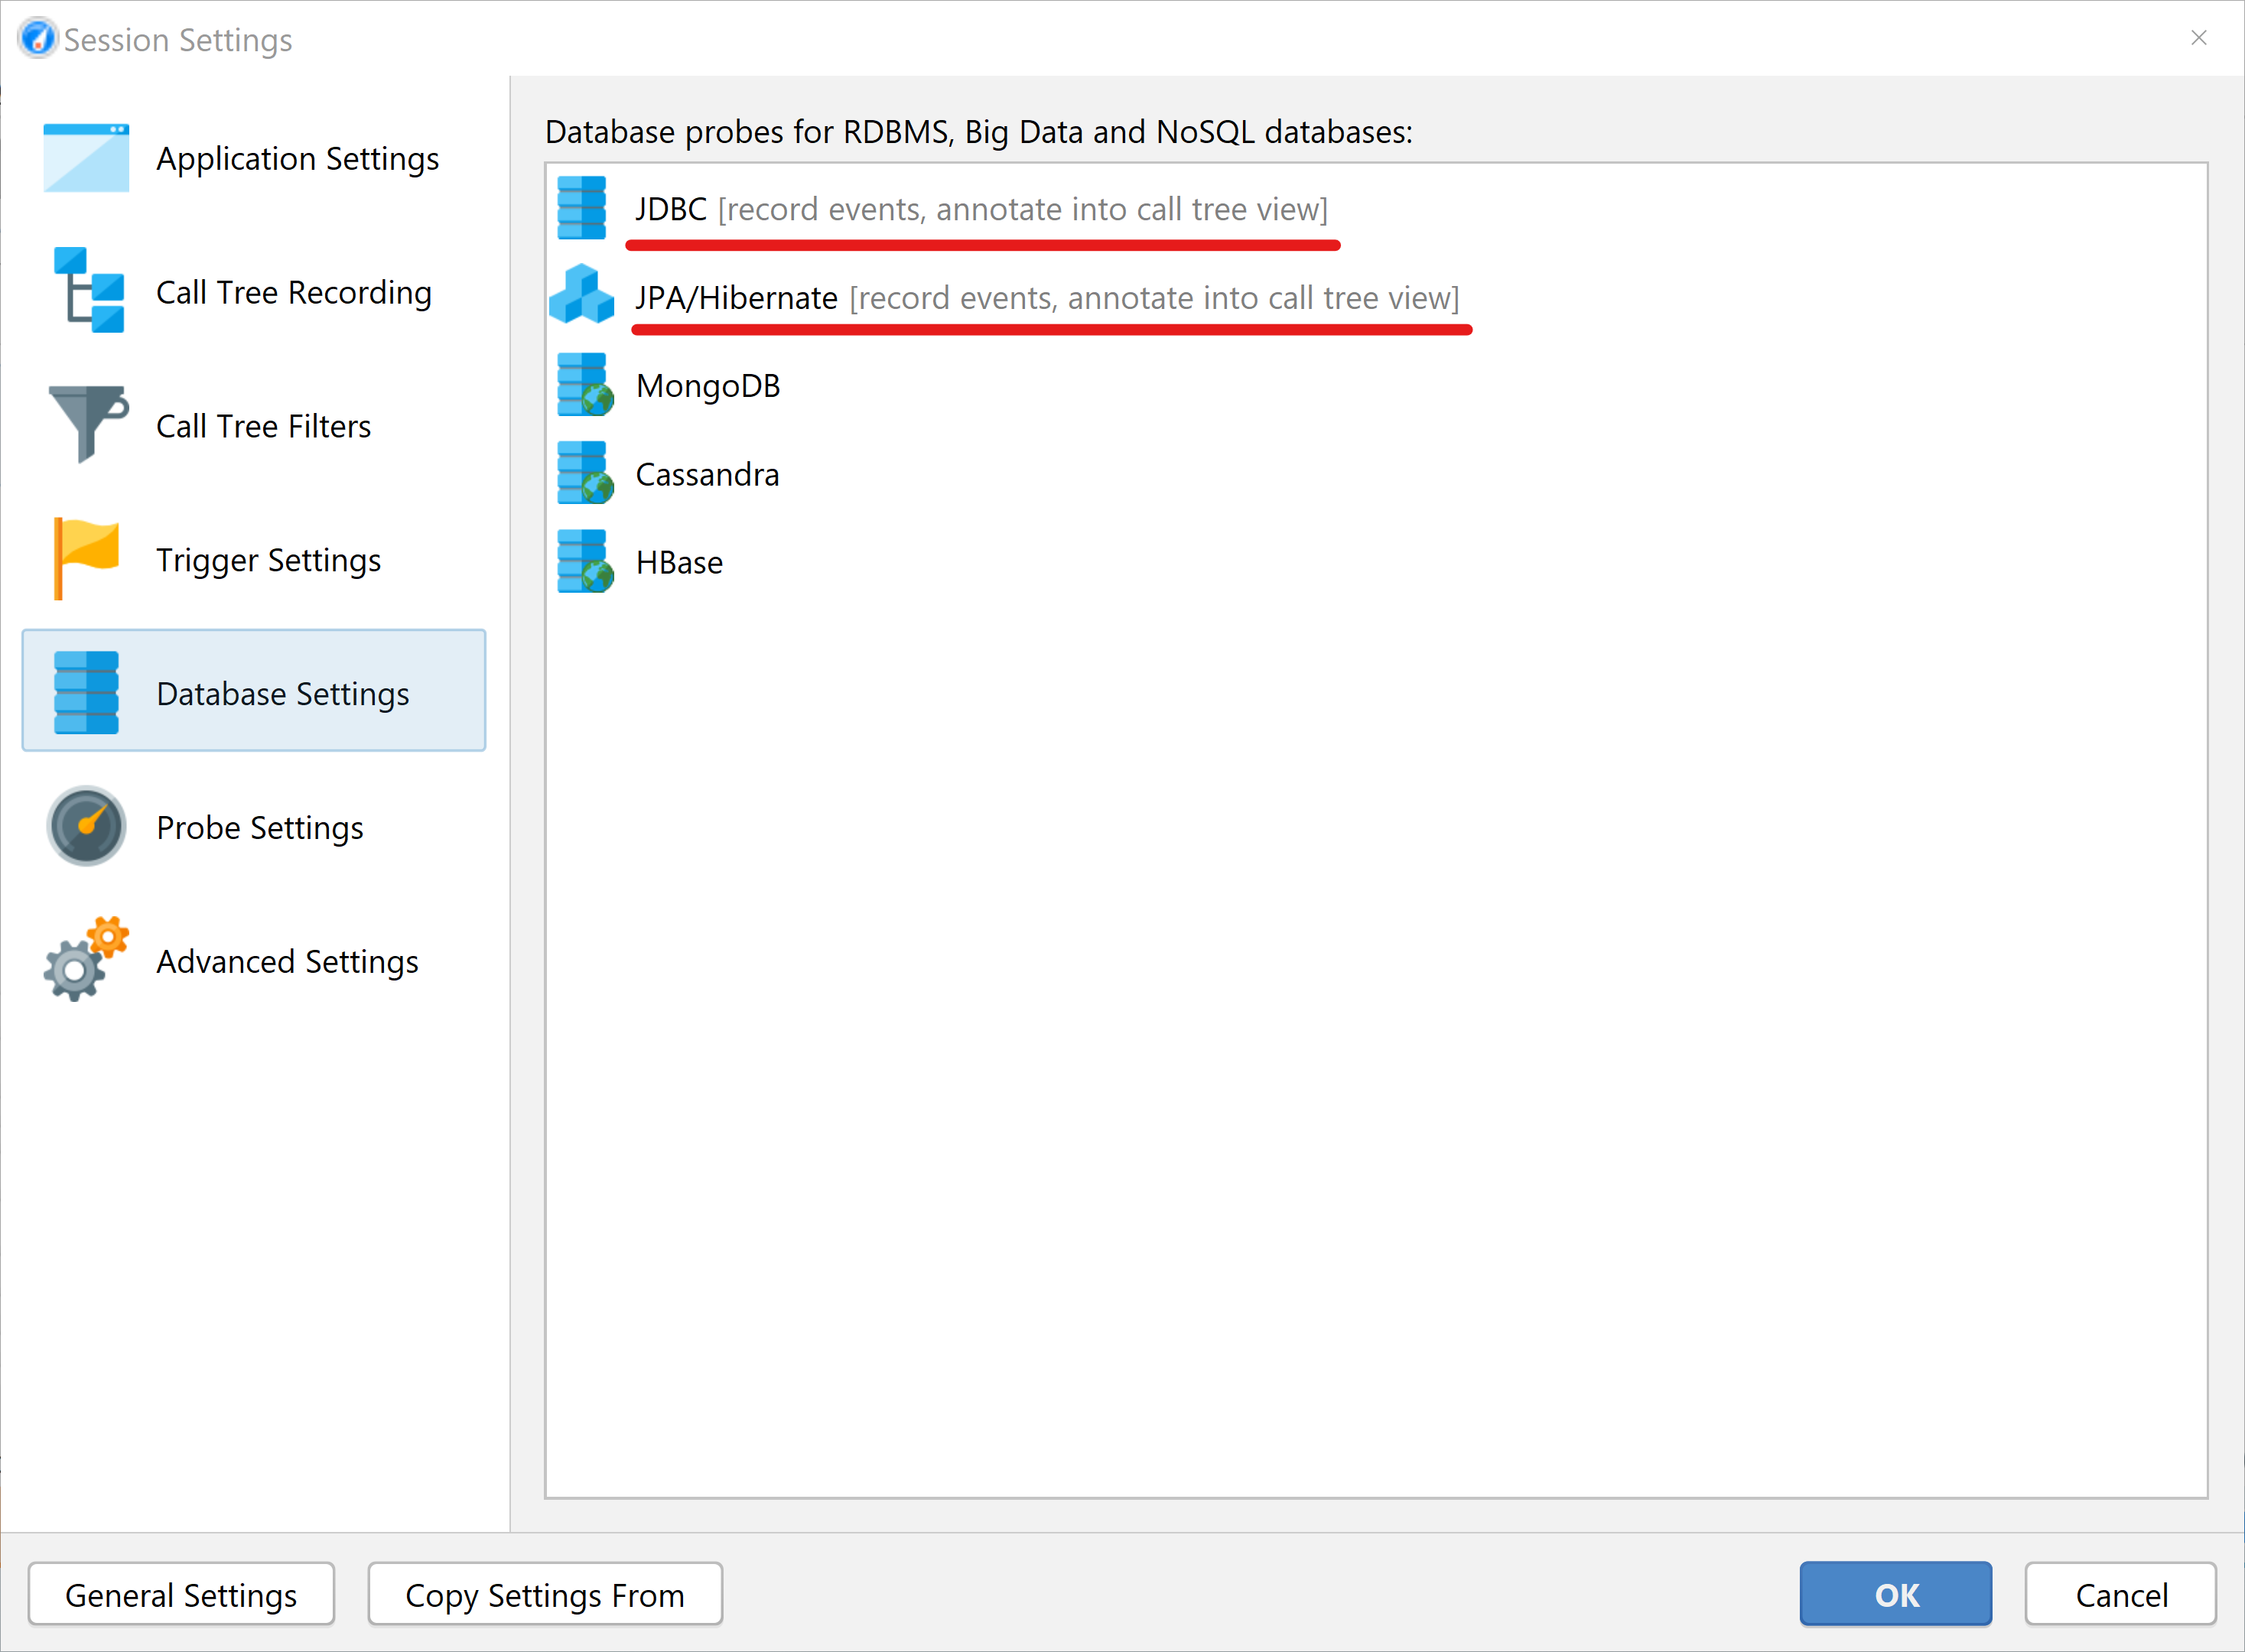 Session Settings
Application Settings
Call Tree Recording
Call Tree Filters
Trigger Settings
Database Settings
Probe Settings
Advanced Settings
Database probes for RDBMS, Big Data and NoSQL databases:
JDBC [record events, annotate into call tree view]
JPA/Hibernate [record events, annotate into call tree view]
MongoDB
Cassandra
HBase
General Settings
Copy Settings From
OK
Cancel